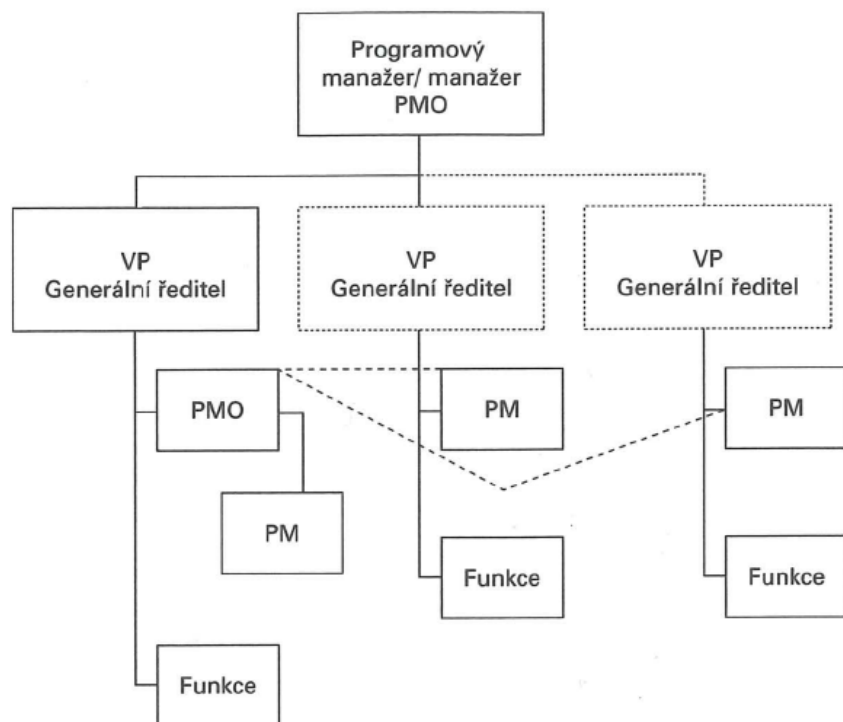 Programový
manažer/ manažer
PMO
VP
Generální ředitel
VP
Generální ředitel
VP
Generální ředitel
PMO
PM
PM
PM
Funkce
Funkce
Funkce